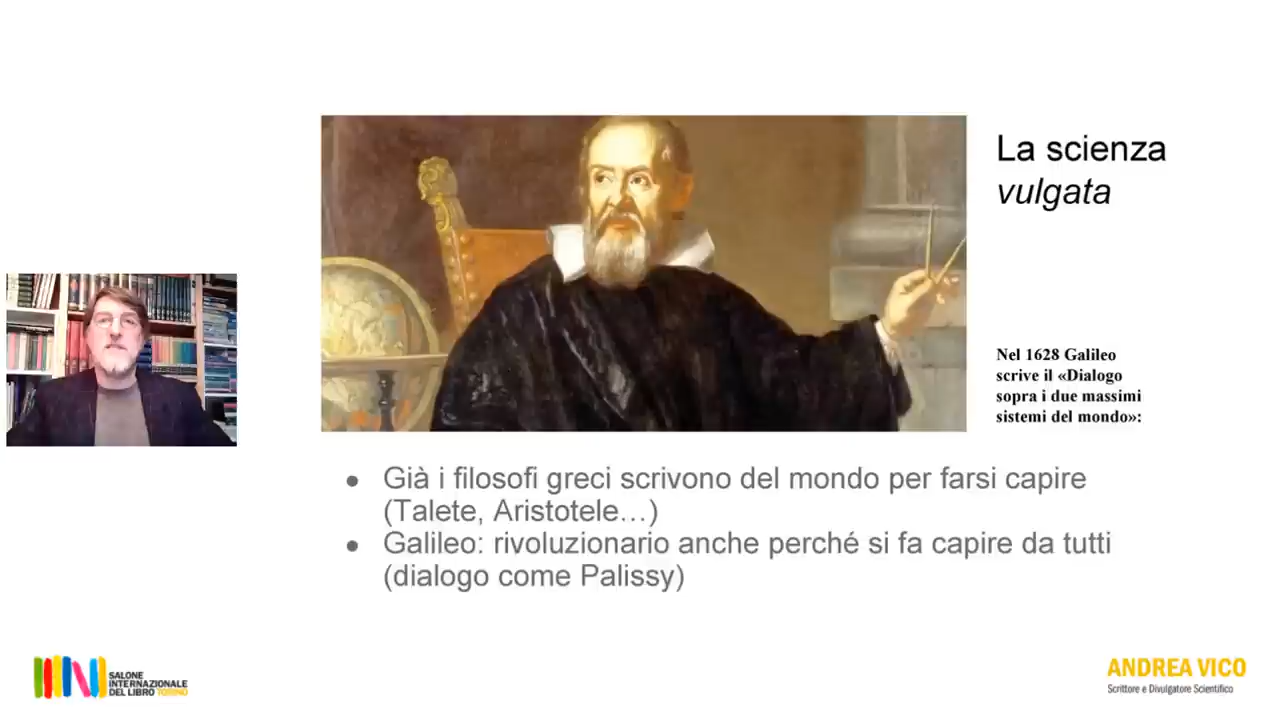 La scienza
vulgata
Nel 1628 Galileo
scrive il «Dialogo
sopra i due massimi
sistemi del mondo»:
● Già i filosofi greci scrivono del mondo per farsi capire
(Talete, Aristotele…)
● Galileo: rivoluzionario anche perché si fa capire da tutti
(dialogo come Palissy)
SALONE
INTERNAZIONALE
DEL LIBRO TORINO
ANDREA VICO
Scrittore e Divulgatore Scientifico